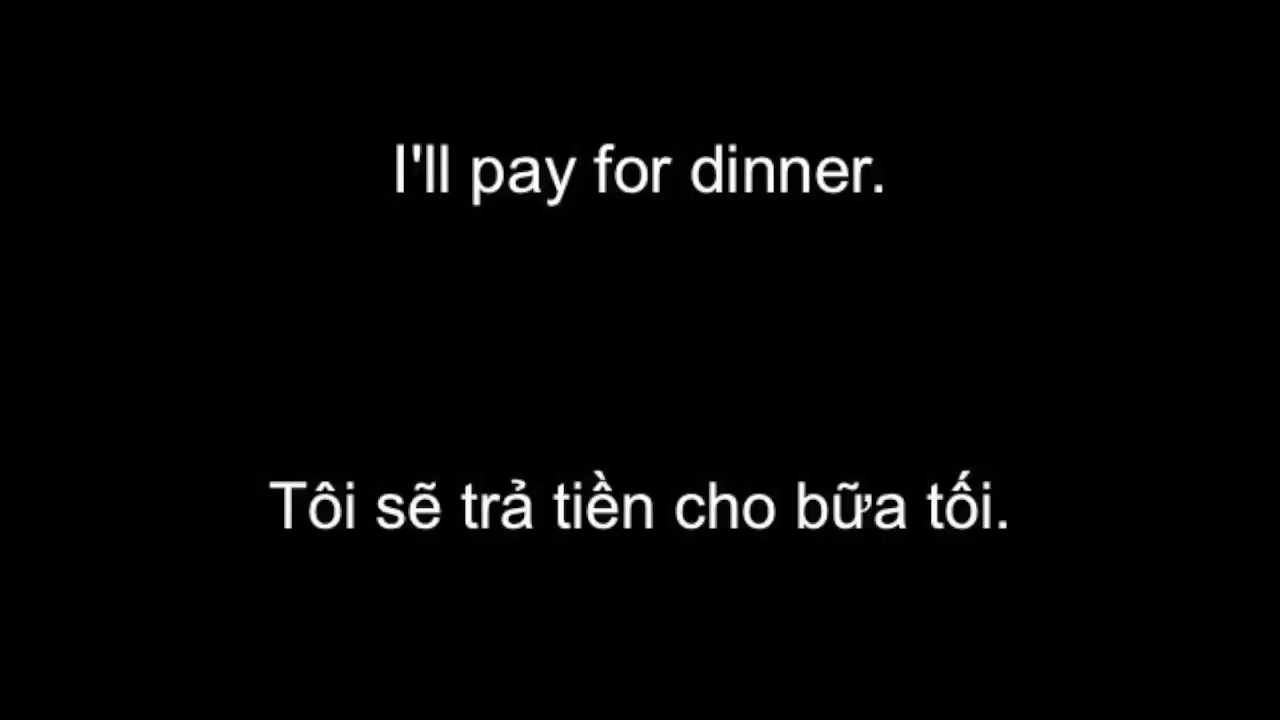 I'll pay for dinner.
Tôi sẽ trả tiền cho bữa tối.